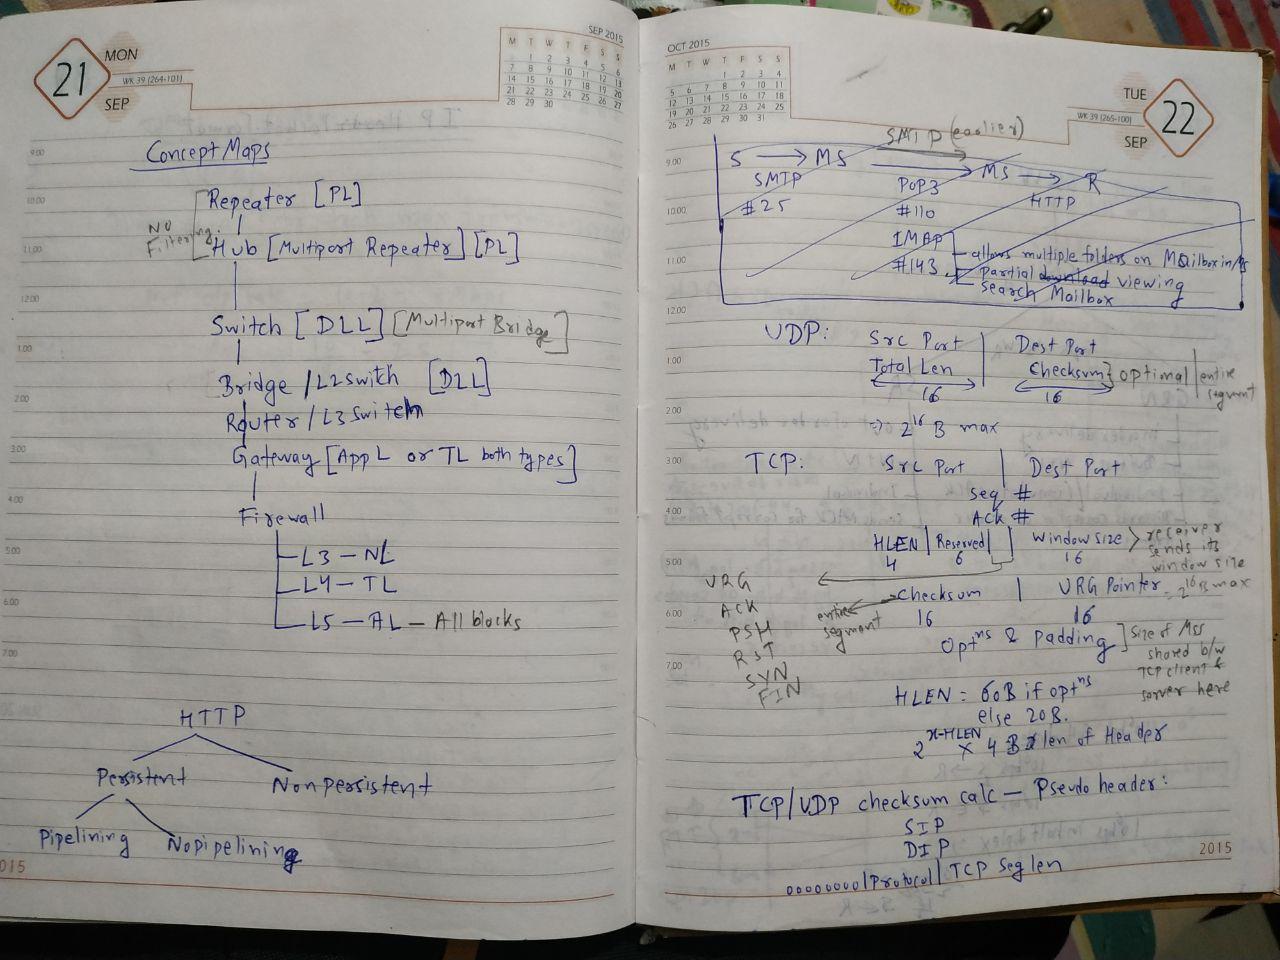 21
MON
WK 39 (264-101)
SEP
SEP 2015
M T W T F S S
1 2 3 4 5 6
7 8 9 10 11 12 13
14 15 16 17 18 19 20
21 22 23 24 25 26 27
28 29 30
Concept Maps
Repeater [PL]
NO Filtering
Hub [Multiport Repeater] [PL]
Switch [DLL] [Multiport Bridge]
Bridge / L2 switch [DLL]
Router / L3 switch
Gateway [App L or TL both types]
Firewall
L3 - NL
L4 - TL
L5 - AL - All blocks
HTTP
Persistent Nonpersistent
Pipelining Nopipelining
9.00
10.00
11.00
12.00
1.00
2.00
3.00
4.00
5.00
6.00
7.00
2015
OCT 2015
M T W T F S S
1 2 3 4
5 6 7 8 9 10 11
12 13 14 15 16 17 18
19 20 21 22 23 24 25
26 27 28 29 30 31
TUE
WK 39 (265-100)
SEP
22
SMTP (earlier)
S → MS → MS → R
SMTP POP3 HTTP
#25 #110
IMAP
#143
allows multiple folders on Mailbox
partial download viewing
search Mailbox
UDP: Src Port | Dest Port
Total Len | Checksum } optional | entire segment
16 16
⇒ 2^16 B max
TCP: Src Port | Dest Port
Seq #
Ack #
HLEN | Reserved | Window size > receiver sends its window size
4 6 16
= 2^16 B max
URG
ACK
PSH
RST
SYN
FIN
entire segment ← Checksum | URG Pointer
16 16
Opt^ns & Padding ] Size of MSS shared b/w TCP client & server here
HLEN = 60B if opt^ns
else 20B.
× 4 B len of Header
TCP/UDP checksum calc - Pseudo header:
SIP
DIP
00000000 | Protocol | TCP Seg len
9.00
10.00
11.00
12.00
1.00
2.00
3.00
4.00
5.00
6.00
7.00
2015